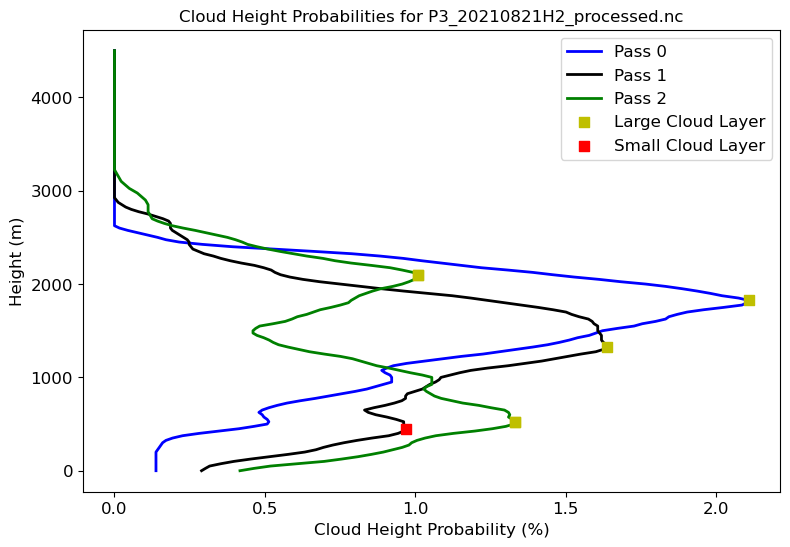 Cloud Height Probabilities for P3_20210821H2_processed.nc
Pass 0
Pass 1
Pass 2
Large Cloud Layer
Small Cloud Layer
4000
3000
2000
1000
0
Height (m)
0.0 0.5 1.0 1.5 2.0
Cloud Height Probability (%)